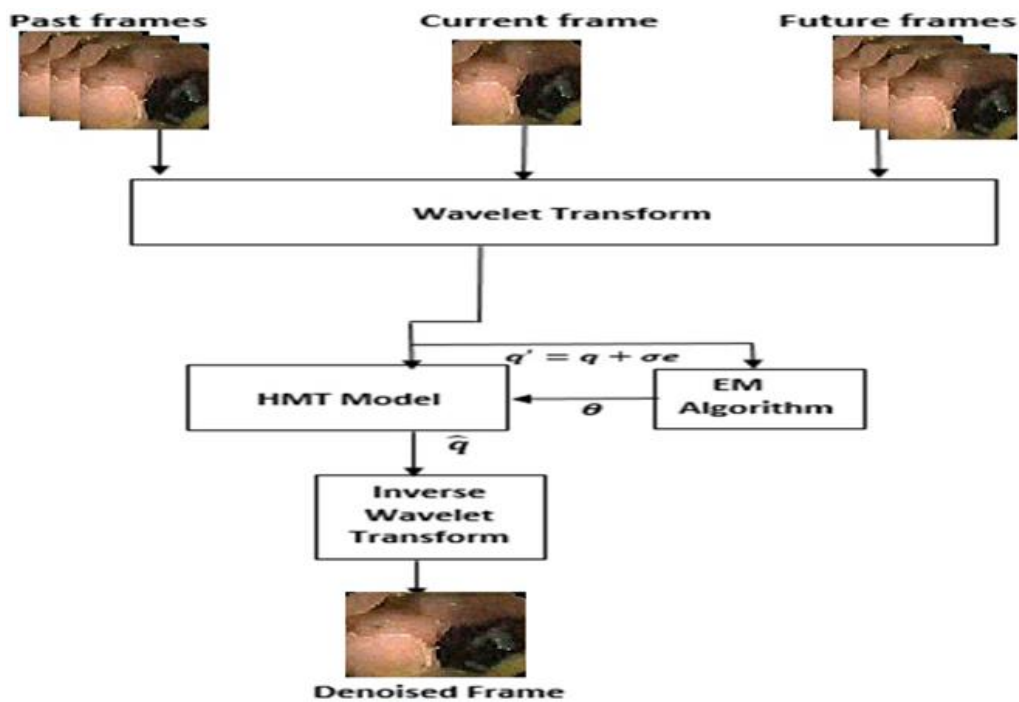 Past frames
Current frame
Future frames
Wavelet Transform
q' = q + σe
HMT Model
θ
EM
Algorithm
q̂
Inverse
Wavelet
Transform
Denoised Frame